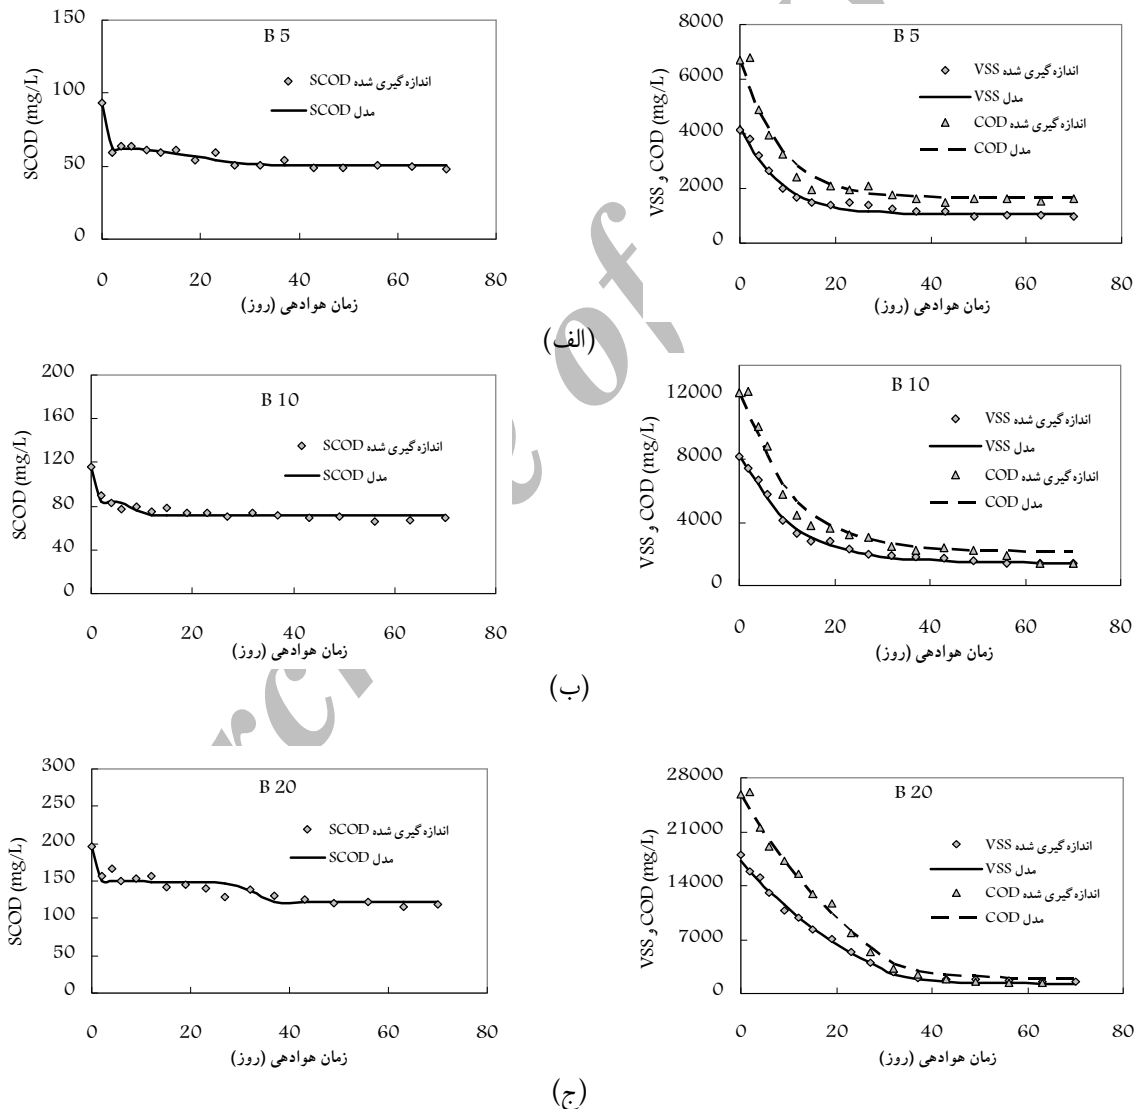 B 5
SCOD (mg/L)
150
100
50
0
اندازه گیری شده SCOD
مدل SCOD
0 20 40 60 80
زمان هوادهی (روز)
B 5
VSS و COD (mg/L)
8000
6000
4000
2000
0
اندازه گیری شده VSS
مدل VSS
اندازه گیری شده COD
مدل COD
0 20 40 60 80
زمان هوادهی (روز)
(الف)
B 10
SCOD (mg/L)
200
160
120
80
40
0
اندازه گیری شده SCOD
مدل SCOD
0 20 40 60 80
زمان هوادهی (روز)
B 10
VSS و COD (mg/L)
12000
8000
4000
0
اندازه گیری شده VSS
مدل VSS
اندازه گیری شده COD
مدل COD
0 20 40 60 80
زمان هوادهی (روز)
(ب)
B 20
SCOD (mg/L)
300
250
200
150
100
50
0
اندازه گیری شده SCOD
مدل SCOD
0 20 40 60 80
زمان هوادهی (روز)
B 20
VSS و COD (mg/L)
28000
21000
14000
7000
0
اندازه گیری شده VSS
مدل VSS
اندازه گیری شده COD
مدل COD
0 20 40 60 80
زمان هوادهی (روز)
(ج)
of